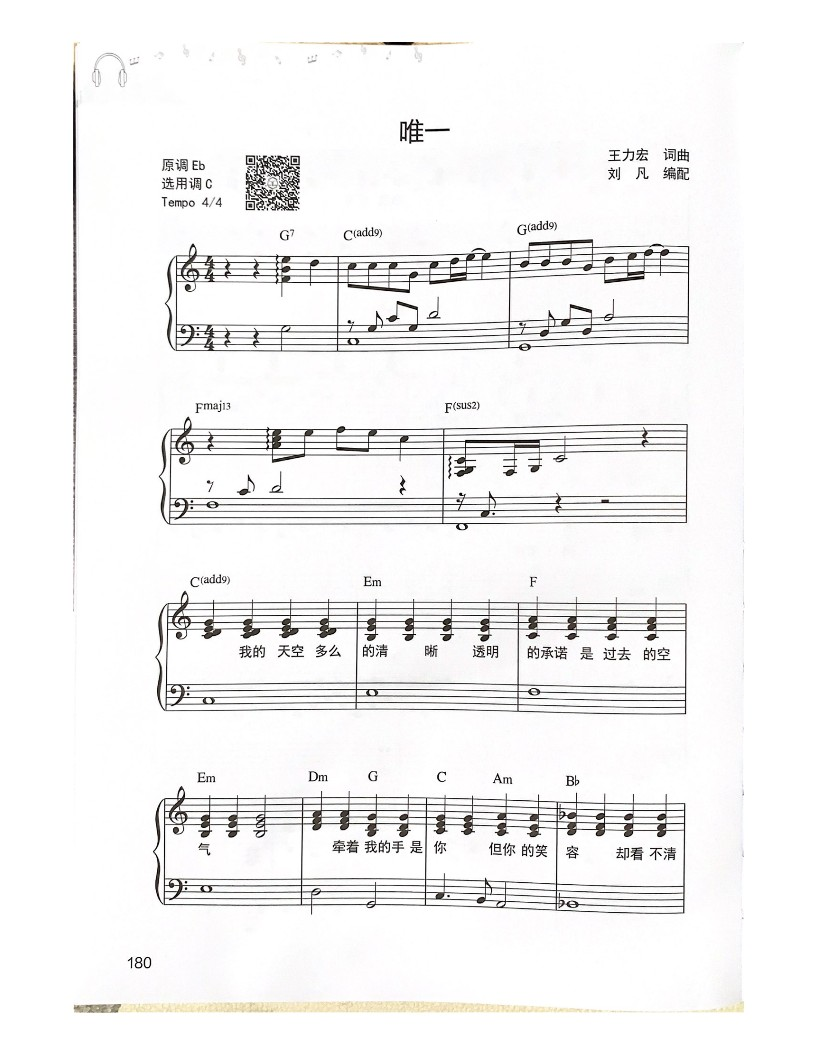 唯一
原调 Eb
选用调 C
Tempo 4/4
王力宏 词曲
刘 凡 编配
G7 C(add9) G(add9)
Fmaj13 F(sus2)
C(add9) Em F
我的 天空 多么 的清 晰 透明 的承诺 是 过去 的空
Em Dm G C Am Bb
气 牵着 我的手 是 你 但你 的笑 容 却看 不清
180